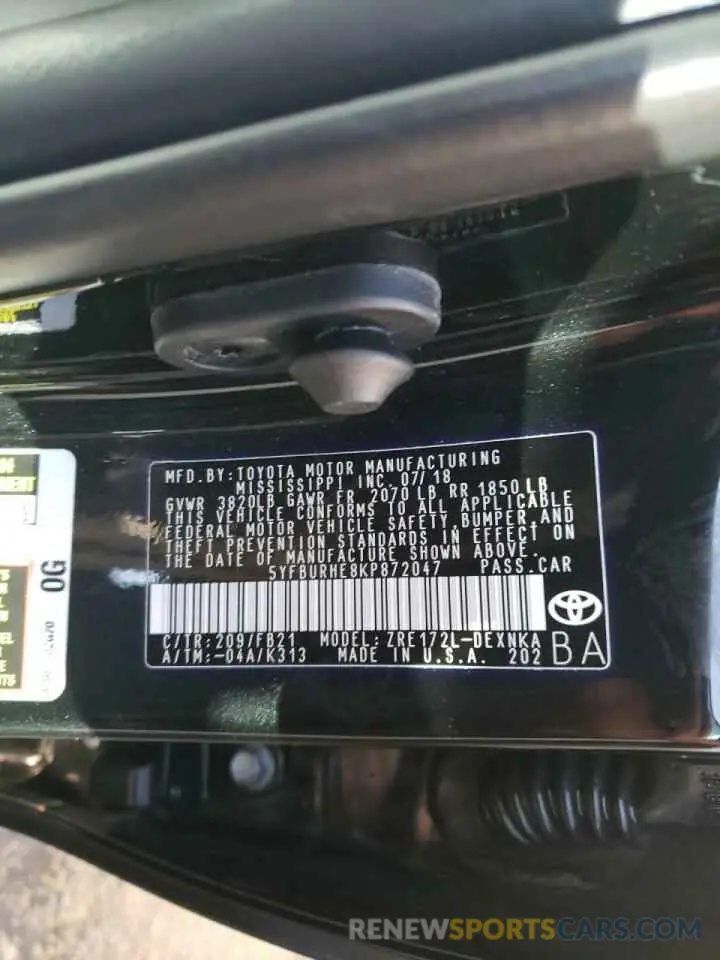 MFD. BY: TOYOTA MOTOR MANUFACTURING
MISSISSIPPI INC. 07/18
GVWR 3820LB GAWR FR 2070 LB RR 1850 LB
THIS VEHICLE CONFORMS TO ALL APPLICABLE
FEDERAL MOTOR VEHICLE SAFETY, BUMPER, AND
THEFT PREVENTION STANDARDS IN EFFECT ON
THE DATE OF MANUFACTURE SHOWN ABOVE.
5YFBURHE8KP872047 PASS. CAR
C/TR: 209/FB21 MODEL: ZRE172L-DEXNKA
A/TM: -04A/K313 MADE IN U.S.A. 202 BA
0G
RENEWSPORTSCARS.COM